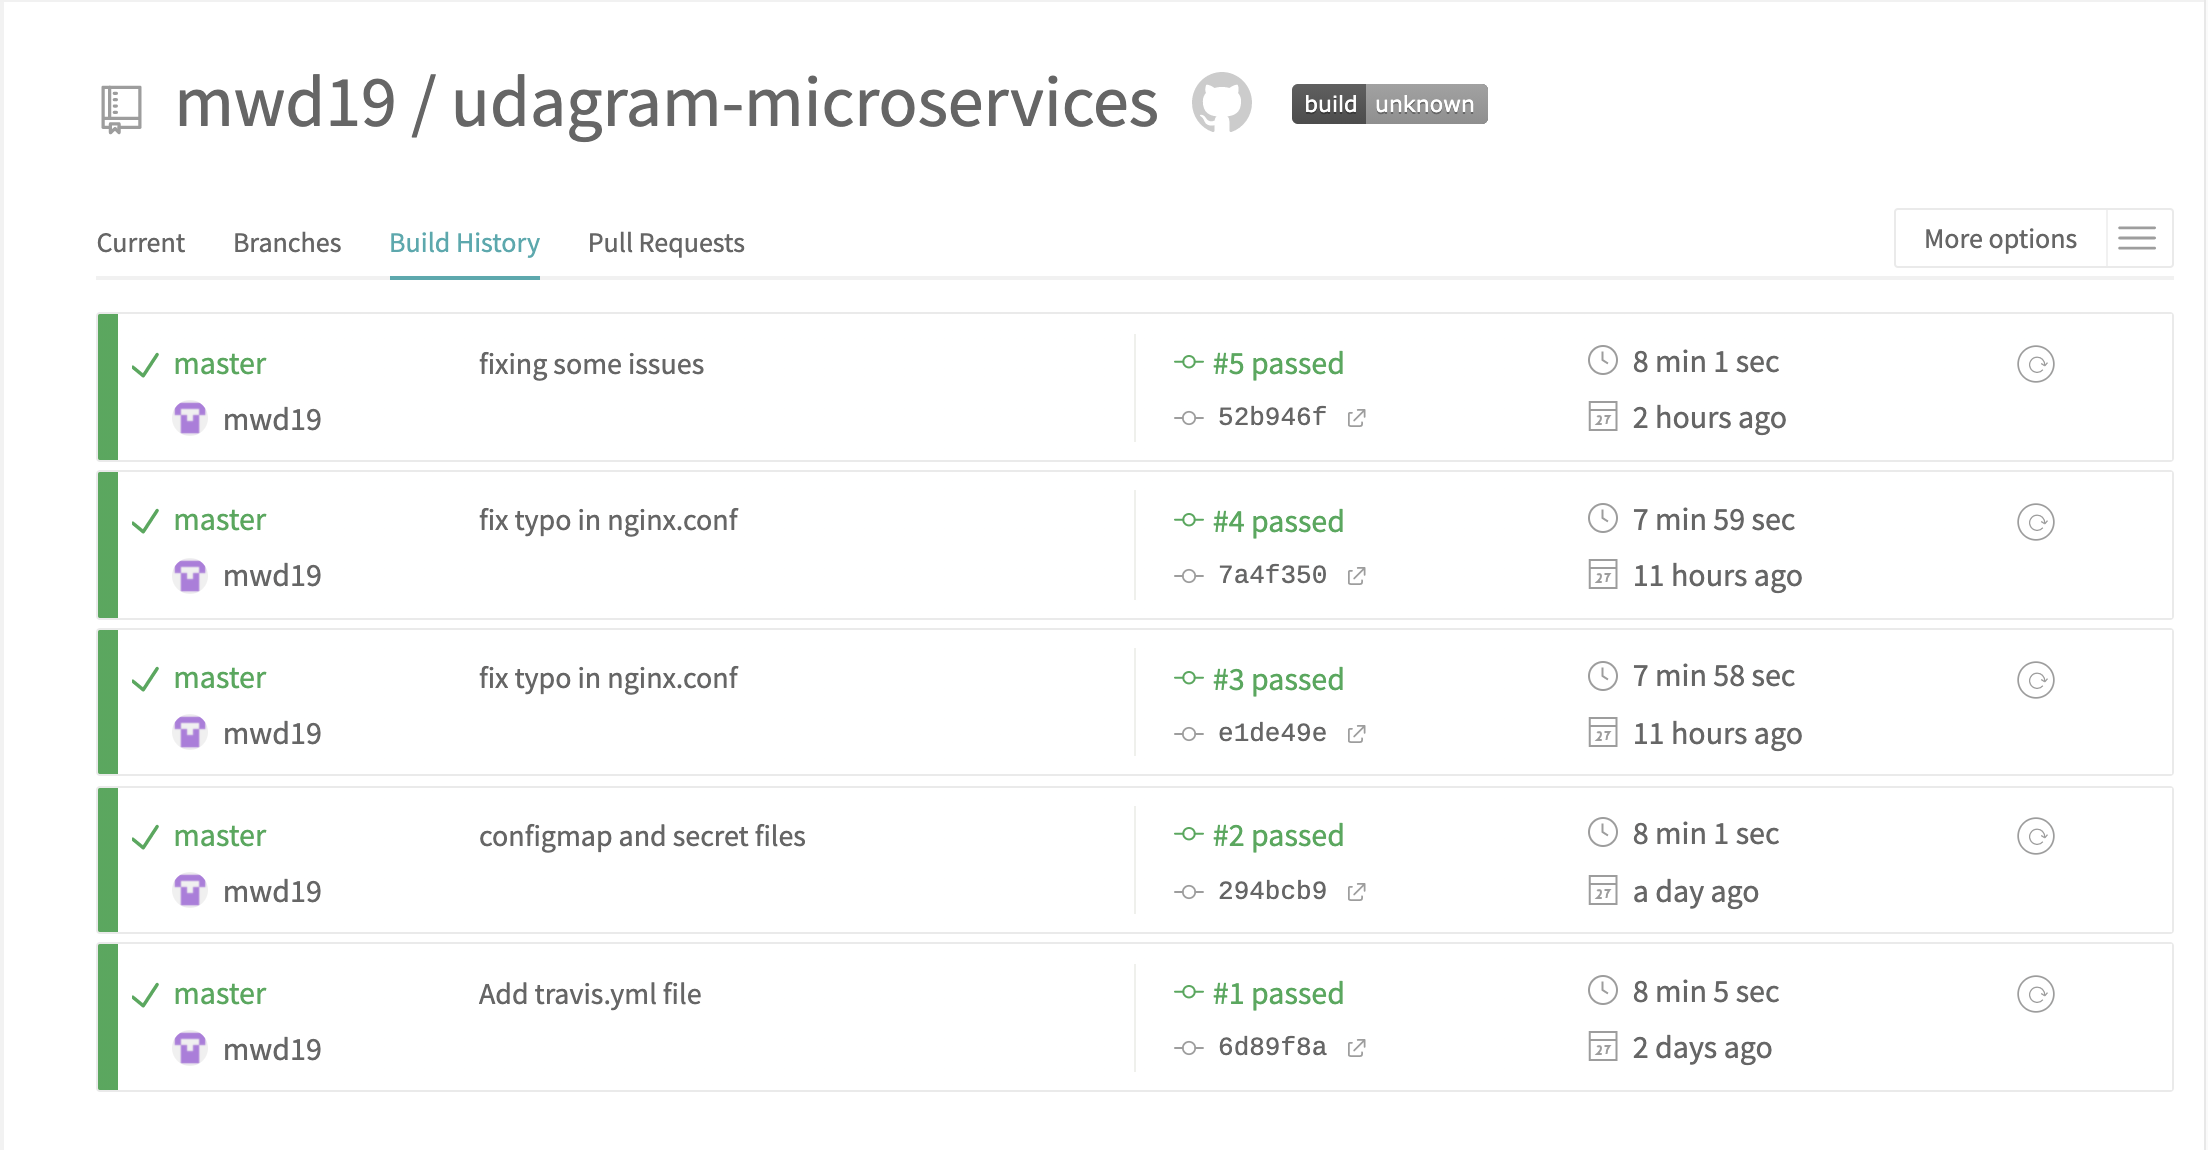 mwd19 / udagram-microservices build unknown
Current Branches Build History Pull Requests More options
master fixing some issues #5 passed 8 min 1 sec
mwd19 52b946f 27 2 hours ago
master fix typo in nginx.conf #4 passed 7 min 59 sec
mwd19 7a4f350 27 11 hours ago
master fix typo in nginx.conf #3 passed 7 min 58 sec
mwd19 e1de49e 27 11 hours ago
master configmap and secret files #2 passed 8 min 1 sec
mwd19 294bcb9 27 a day ago
master Add travis.yml file #1 passed 8 min 5 sec
mwd19 6d89f8a 27 2 days ago